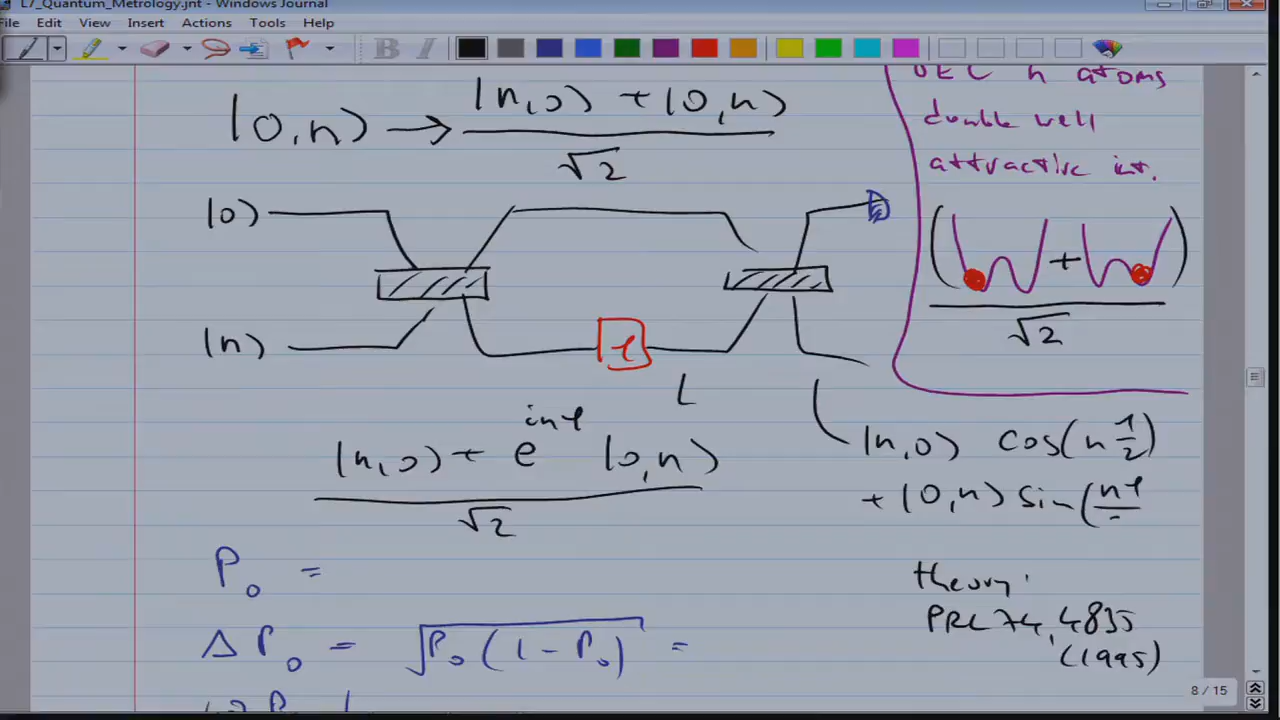 L7_Quantum_Metrology.jnt - Windows Journal
File Edit View Insert Actions Tools Help
B I
|0,n⟩ → (|n,0⟩ + |0,n⟩) / √2
n atoms
double well
attractive int.
( + ) / √2
|0⟩
|n⟩
φ
(|n,0⟩ + e^{inφ} |0,n⟩) / √2
|n,0⟩ cos(n φ/2)
+ |0,n⟩ sin(nφ/
P₀ =
ΔP₀ = √(P₀(1-P₀)) =
theory:
PRL 74, 4835
(1995)
8 / 15